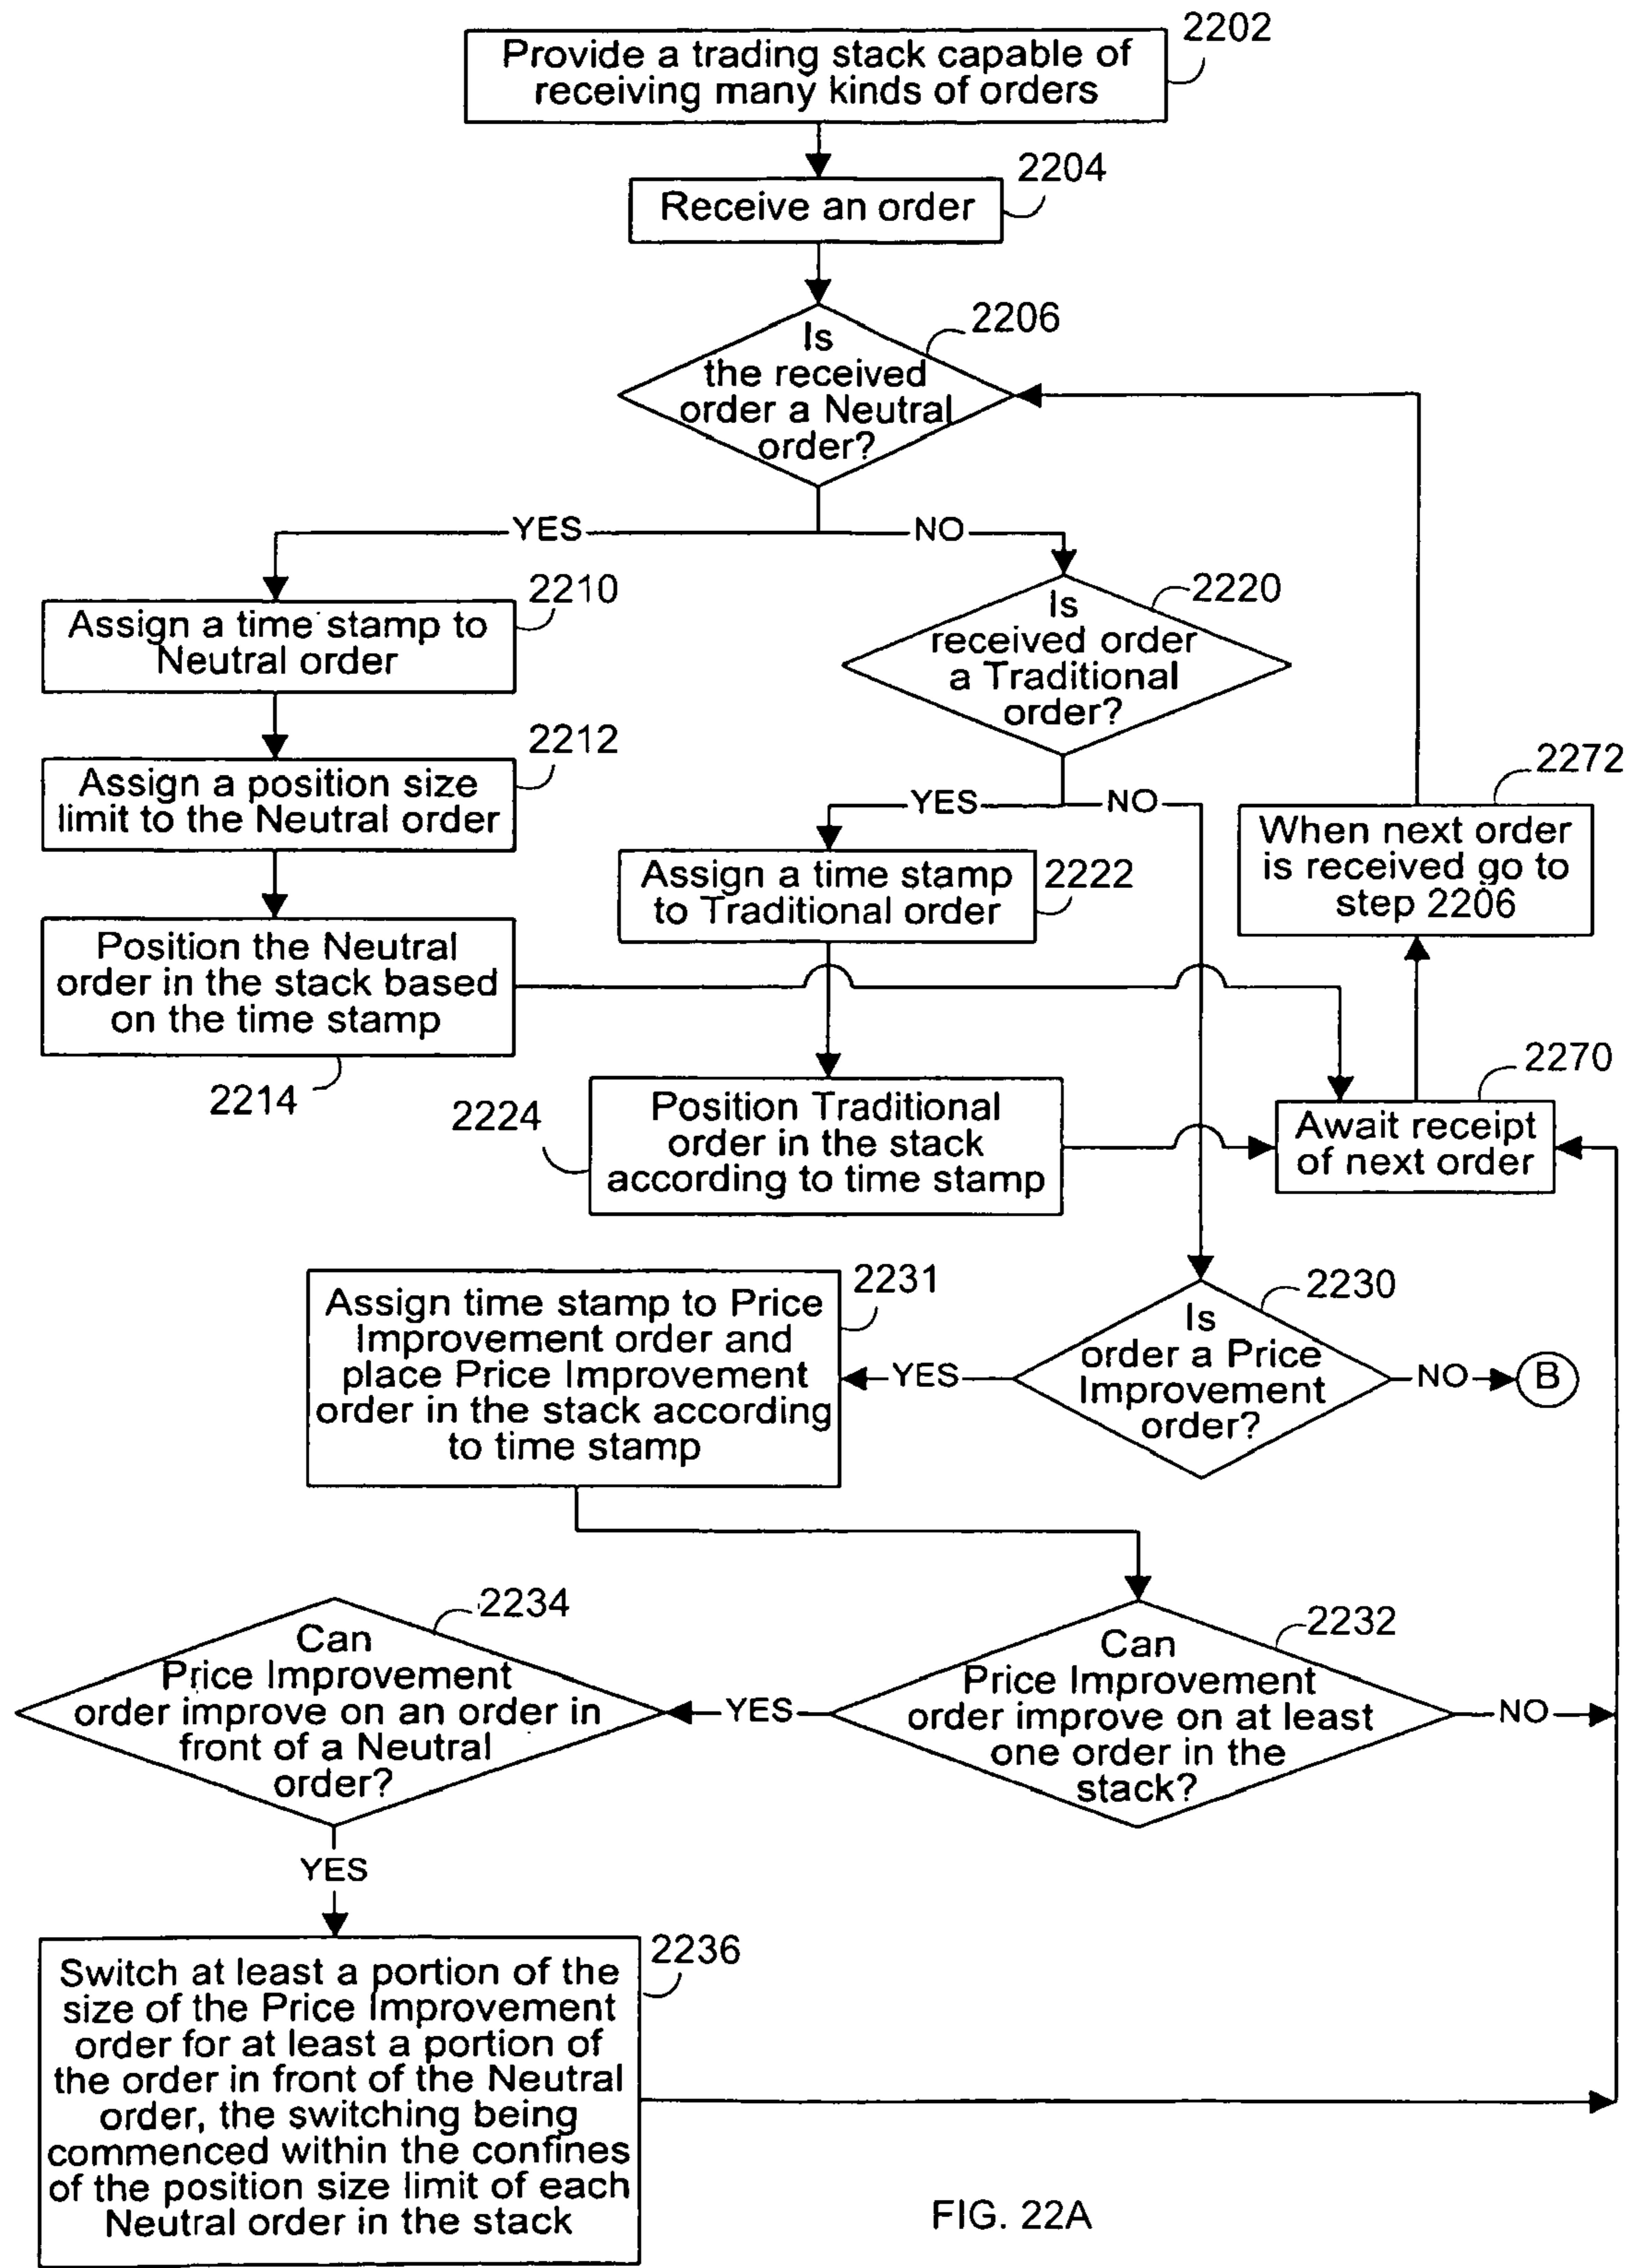 2202
Provide a trading stack capable of
receiving many kinds of orders
2204
Receive an order
2206
Is
the received
order a Neutral
order?
YES
NO
2210
Assign a time stamp to
Neutral order
2220
Is
received order
a Traditional
order?
2212
Assign a position size
limit to the Neutral order
YES
NO
2272
When next order
is received go to
step 2206
2222
Assign a time stamp
to Traditional order
Position the Neutral
order in the stack based
on the time stamp
2214
2224
Position Traditional
order in the stack
according to time stamp
2270
Await receipt
of next order
2231
Assign time stamp to Price
Improvement order and
place Price Improvement
order in the stack according
to time stamp
2230
Is
order a Price
Improvement
order?
YES
NO
B
2234
Can
Price Improvement
order improve on an order in
front of a Neutral
order?
2232
Can
Price Improvement
order improve on at least
one order in the
stack?
YES
NO
YES
2236
Switch at least a portion of the
size of the Price Improvement
order for at least a portion of
the order in front of the Neutral
order, the switching being
commenced within the confines
of the position size limit of each
Neutral order in the stack
FIG. 22A